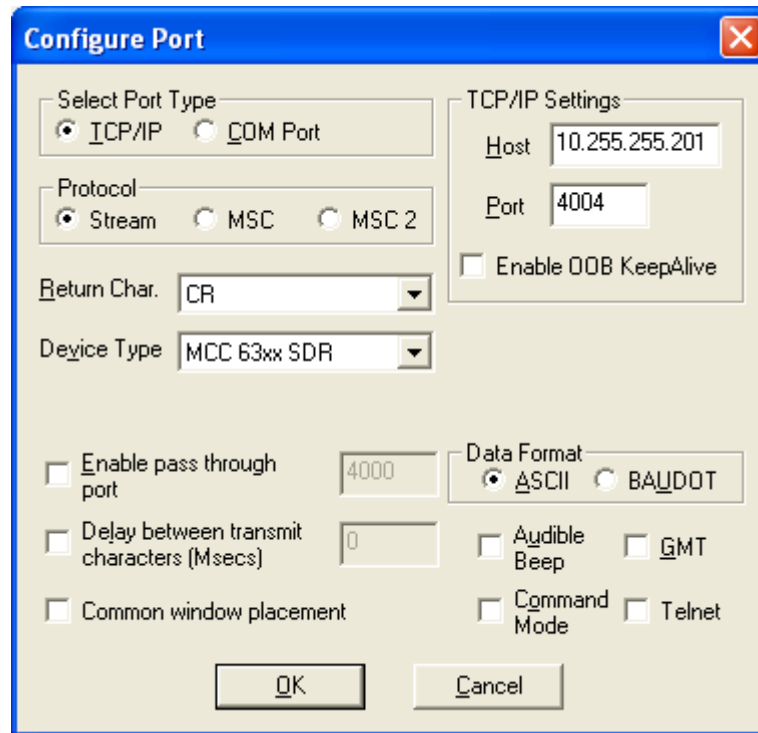 Configure Port
Select Port Type
TCP/IP COM Port
Protocol
Stream MSC MSC 2
Return Char. CR
Device Type MCC 63xx SDR
TCP/IP Settings
Host 10.255.255.201
Port 4004
Enable OOB KeepAlive
Enable pass through
port
4000
Delay between transmit
characters (Msecs)
0
Common window placement
Data Format
ASCII BAUDOT
Audible
Beep
GMT
Command
Mode
Telnet
OK Cancel